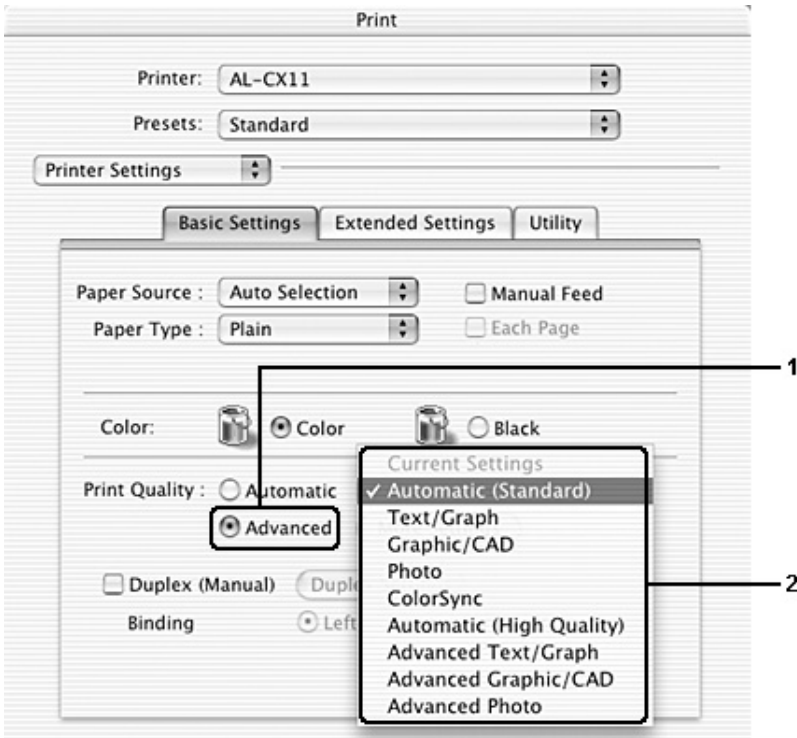 Print
Printer: AL-CX11
Presets: Standard
Printer Settings
Basic Settings Extended Settings Utility
Paper Source : Auto Selection Manual Feed
Paper Type : Plain Each Page
1
Color: Color Black
Current Settings
Print Quality : Automatic ✓ Automatic (Standard)
Advanced Text/Graph
Graphic/CAD
Photo
Duplex (Manual) 2
ColorSync
Binding Left Automatic (High Quality)
Advanced Text/Graph
Advanced Graphic/CAD
Advanced Photo